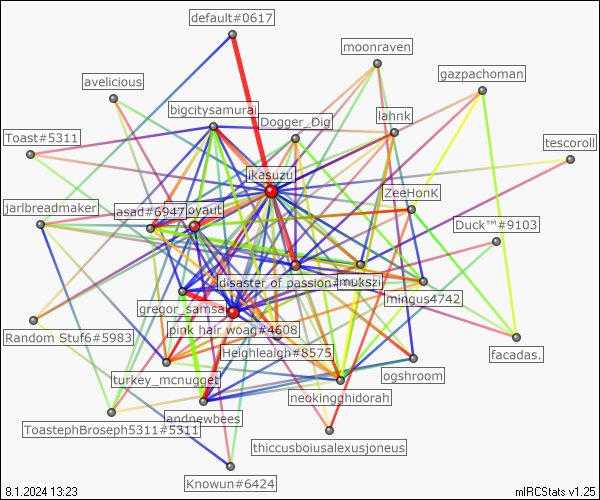 default#0617
moonraven
gazpachoman
avelicious
bigcitysamurai
Dogger_Dig
lahnk
Toast#5311
tescoroll
ikasuzu
ZeeHonK
jarlbreadmaker
asad#6947
oyaut
Duck™#9103
disaster of passion#
mukszi
mingus4742
gregor_samsa
Random Stuf6#5983
pink hair woag#4608
Heighleaigh#8575
facadas.
turkey_mcnugget
ogshroom
neokingghidorah
andnewbees
ToastephBroseph5311#5311
thiccusboiusalexusjoneus
Knowun#6424
8.1.2024 13:23
mIRCStats v1.25